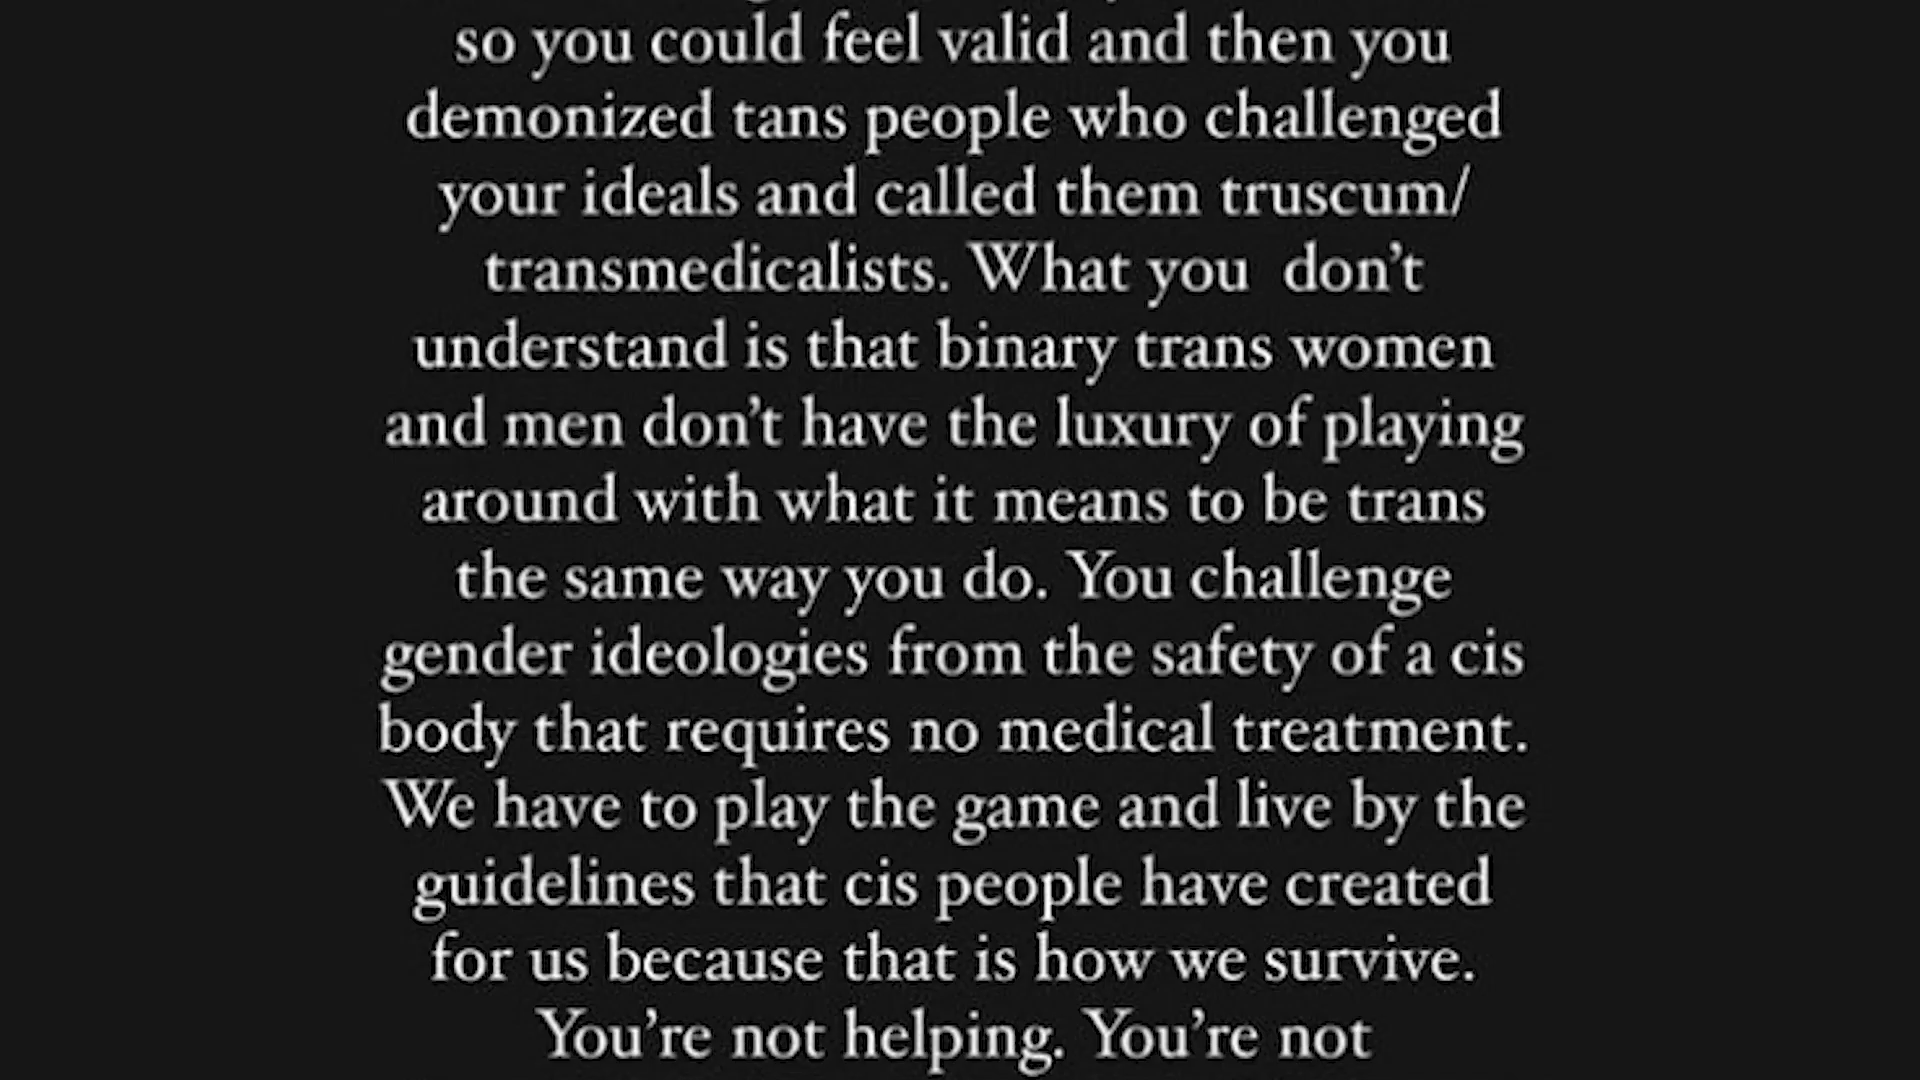 so you could feel valid and then you
demonized tans people who challenged
your ideals and called them truscum/
transmedicalists. What you don't
understand is that binary trans women
and men don't have the luxury of playing
around with what it means to be trans
the same way you do. You challenge
gender ideologies from the safety of a cis
body that requires no medical treatment.
We have to play the game and live by the
guidelines that cis people have created
for us because that is how we survive.
You're not helping. You're not